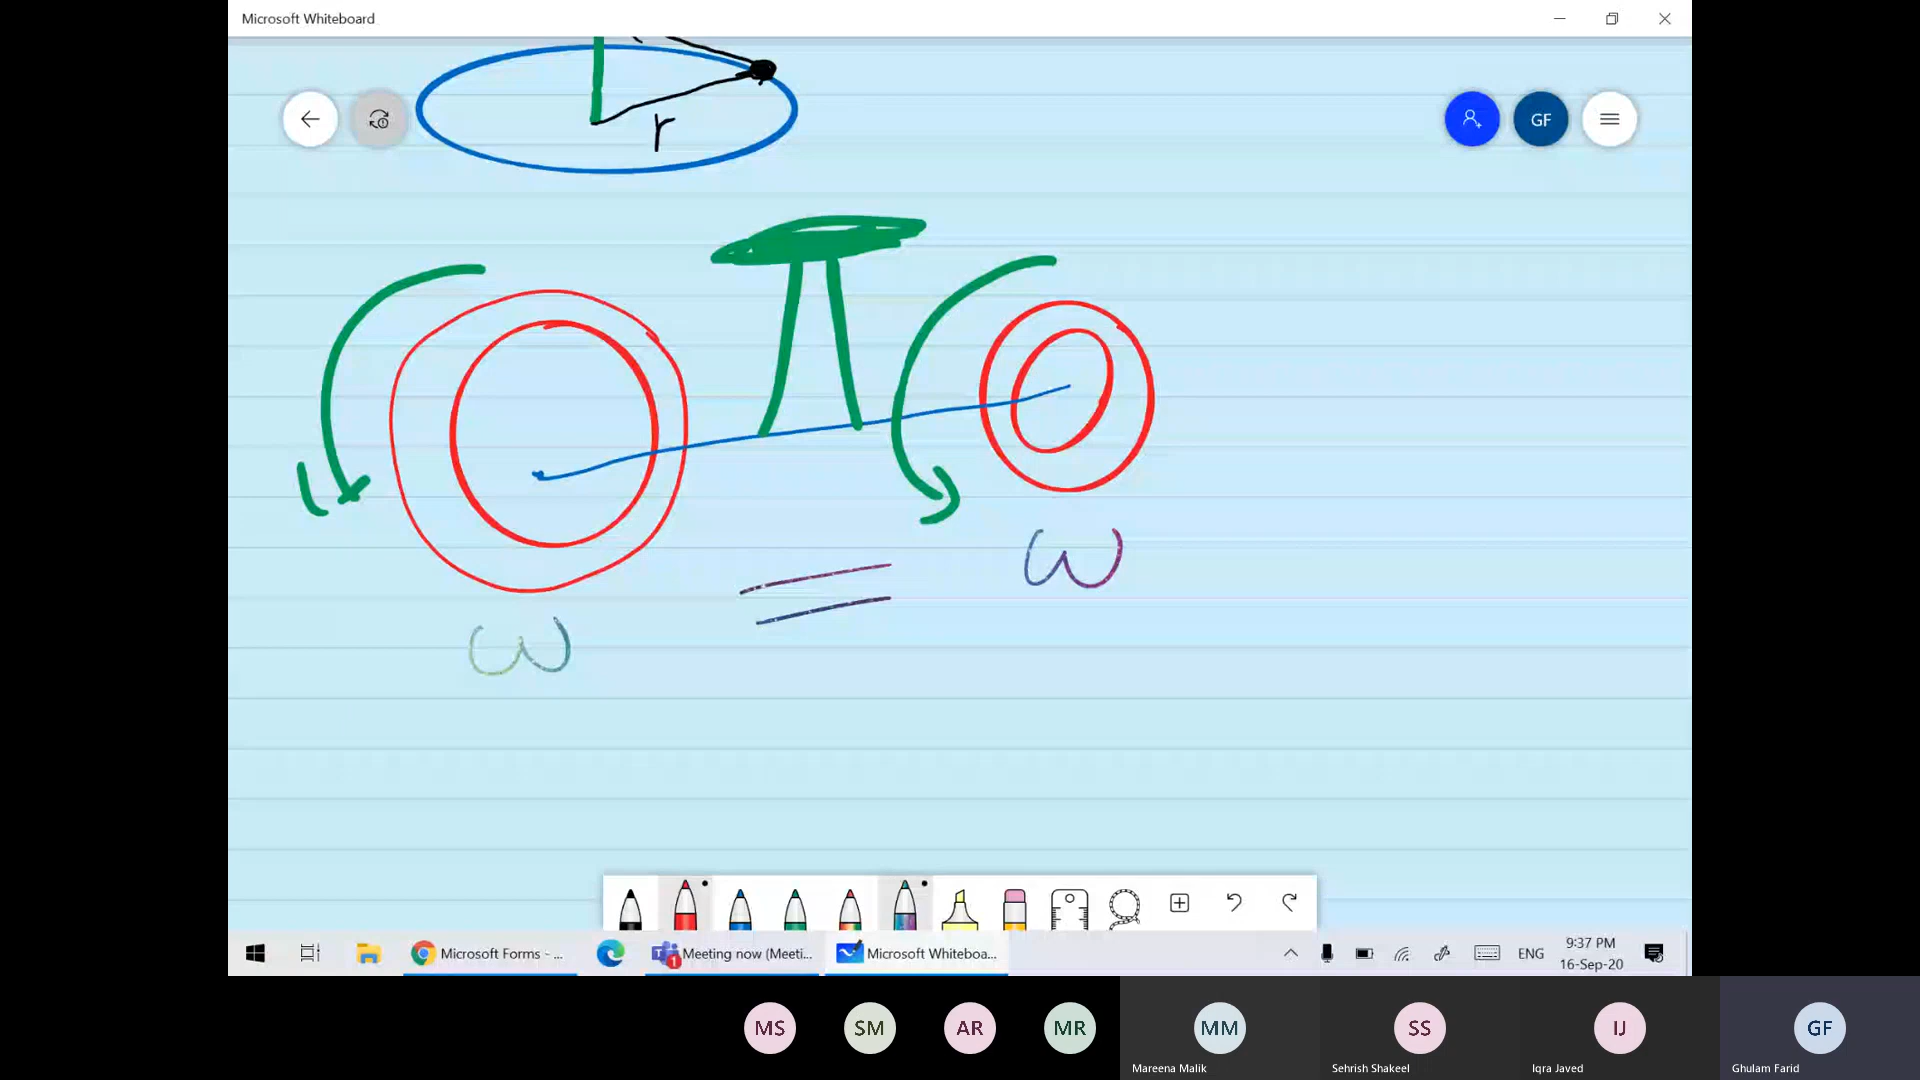 Microsoft Whiteboard
r
GF
ω = ω
Microsoft Forms - ...
1
Meeting now (Meeti...
Microsoft Whiteboa...
ENG
9:37 PM
16-Sep-20
MS
SM
AR
MR
MM
SS
IJ
GF
Mareena Malik
Sehrish Shakeel
Iqra Javed
Ghulam Farid